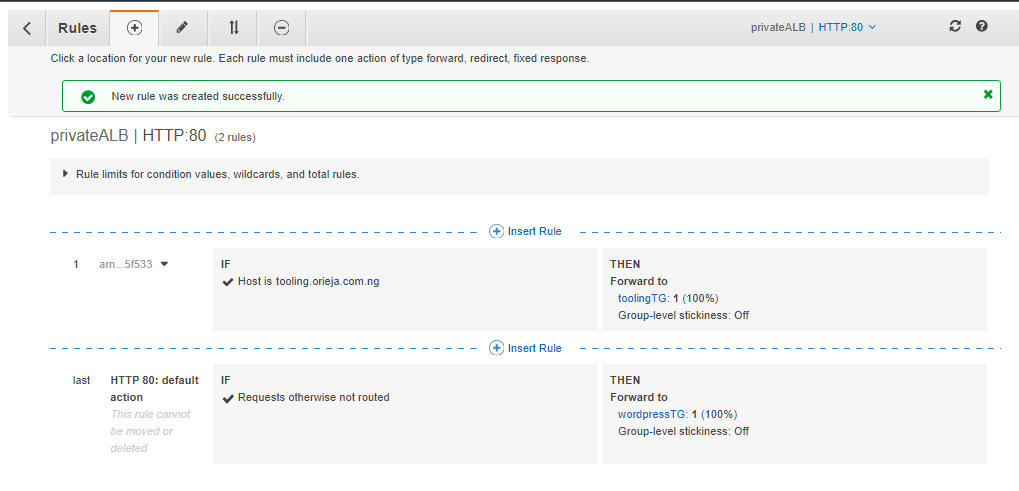 Rules
privateALB | HTTP:80
Click a location for your new rule. Each rule must include one action of type forward, redirect, fixed response.
New rule was created successfully.
privateALB | HTTP:80 (2 rules)
Rule limits for condition values, wildcards, and total rules.
Insert Rule
1 arn...5f533
IF
Host is tooling.orieja.com.ng
THEN
Forward to
toolingTG: 1 (100%)
Group-level stickiness: Off
Insert Rule
last
HTTP 80: default
action
This rule cannot
be moved or
deleted
IF
Requests otherwise not routed
THEN
Forward to
wordpressTG: 1 (100%)
Group-level stickiness: Off